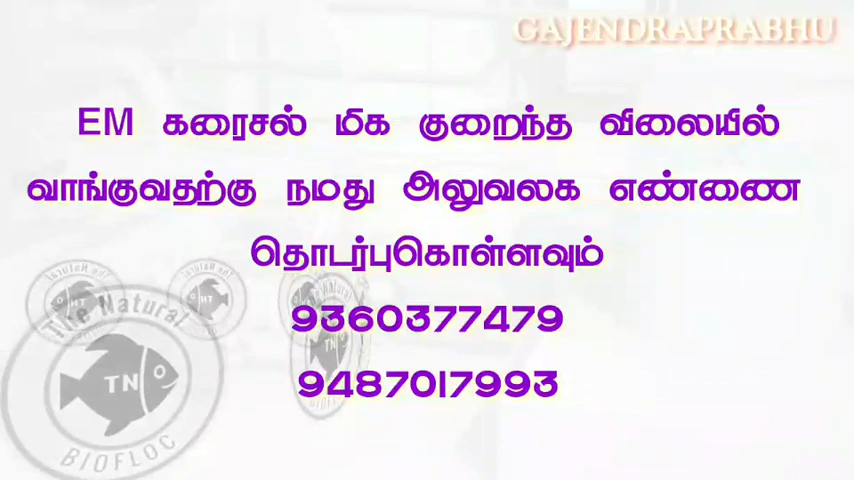 GAJENDRAPRABHU
EM கரைசல் மிக குறைந்த விலையில்
வாங்குவதற்கு நமது அலுவலக எண்ணை
தொடர்புகொள்ளவும்
9360377479
9487017993
The Natural
TN
BIOFLOC